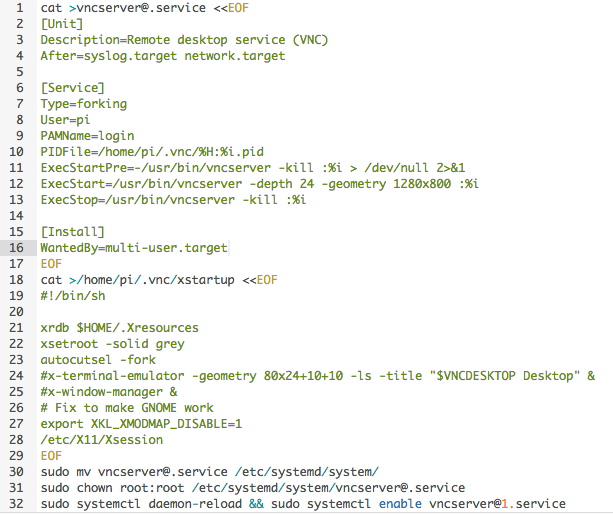 1 cat >vncserver@.service <<EOF
2 [Unit]
3 Description=Remote desktop service (VNC)
4 After=syslog.target network.target
5
6 [Service]
7 Type=forking
8 User=pi
9 PAMName=login
10 PIDFile=/home/pi/.vnc/%H:%i.pid
11 ExecStartPre=-/usr/bin/vncserver -kill :%i > /dev/null 2>&1
12 ExecStart=/usr/bin/vncserver -depth 24 -geometry 1280x800 :%i
13 ExecStop=/usr/bin/vncserver -kill :%i
14
15 [Install]
16 WantedBy=multi-user.target
17 EOF
18 cat >/home/pi/.vnc/xstartup <<EOF
19 #!/bin/sh
20
21 xrdb $HOME/.Xresources
22 xsetroot -solid grey
23 autocutsel -fork
24 #x-terminal-emulator -geometry 80x24+10+10 -ls -title "$VNCDESKTOP Desktop" &
25 #x-window-manager &
26 # Fix to make GNOME work
27 export XKL_XMODMAP_DISABLE=1
28 /etc/X11/Xsession
29 EOF
30 sudo mv vncserver@.service /etc/systemd/system/
31 sudo chown root:root /etc/systemd/system/vncserver@.service
32 sudo systemctl daemon-reload && sudo systemctl enable vncserver@1.service